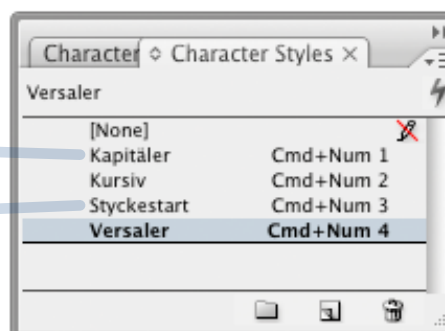 Character Character Styles
Versaler
[None]
Kapitäler Cmd+Num 1
Kursiv Cmd+Num 2
Styckestart Cmd+Num 3
Versaler Cmd+Num 4